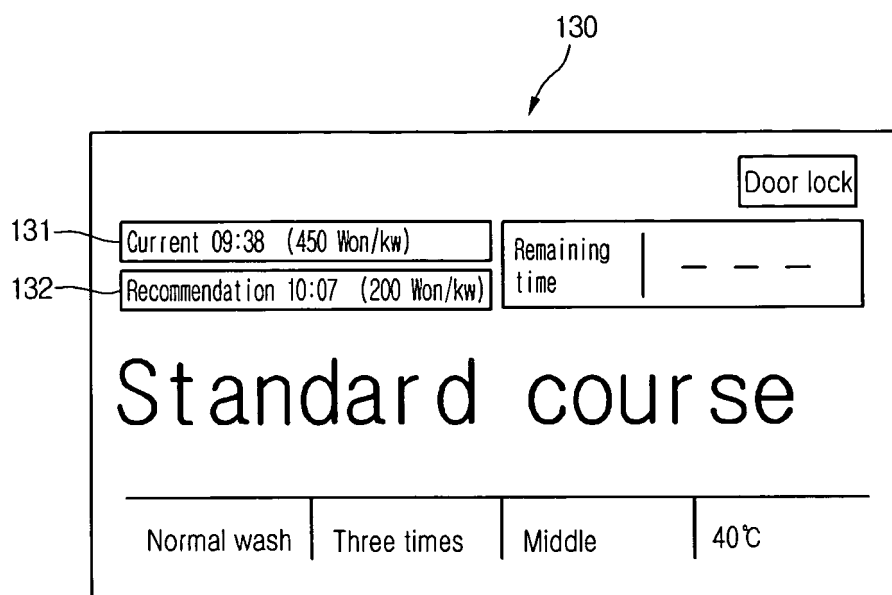 130
Door lock
131
Current 09:38 (450 Won/kw)
132
Recommendation 10:07 (200 Won/kw)
Remaining
time
— — —
Standard course
Normal wash Three times Middle 40℃